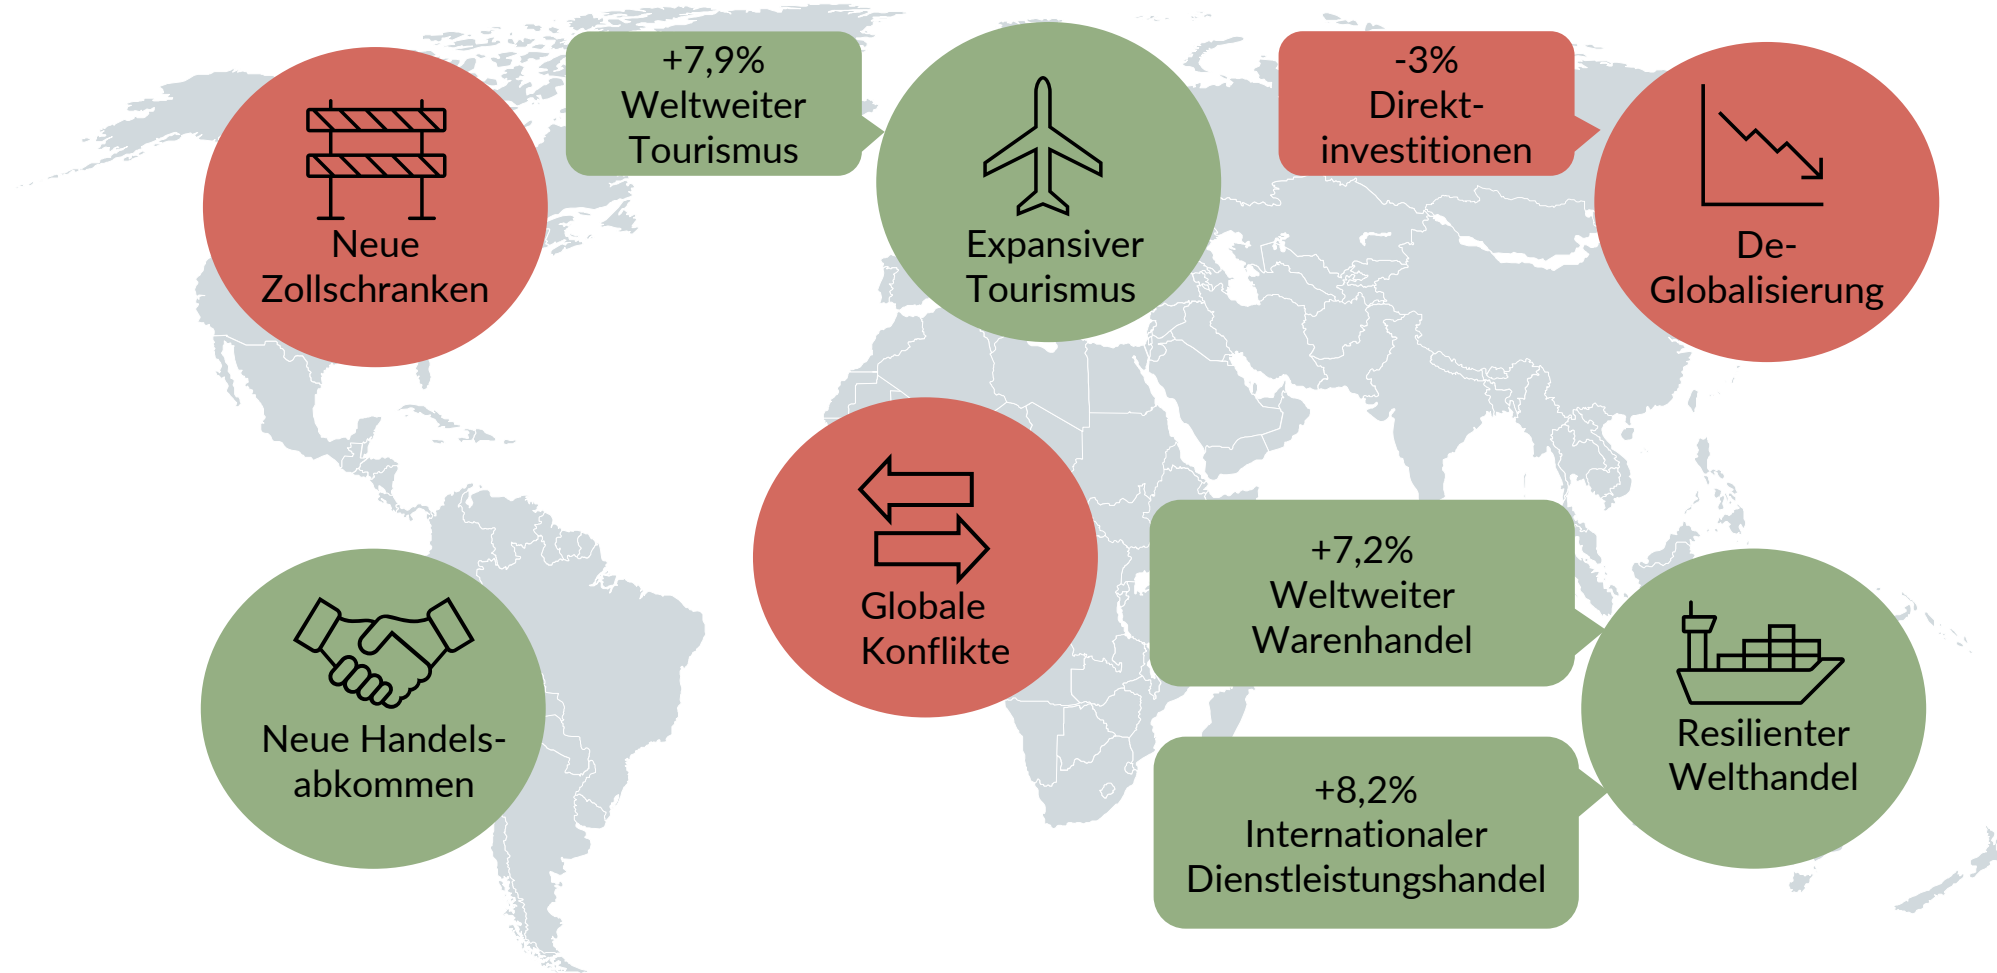 Neue
Zollschranken
+7,9%
Weltweiter
Tourismus
Expansiver
Tourismus
-3%
Direkt-
investitionen
De-
Globalisierung
Neue Handels-
abkommen
Globale
Konflikte
+7,2%
Weltweiter
Warenhandel
+8,2%
Internationaler
Dienstleistungshandel
Resilienter
Welthandel